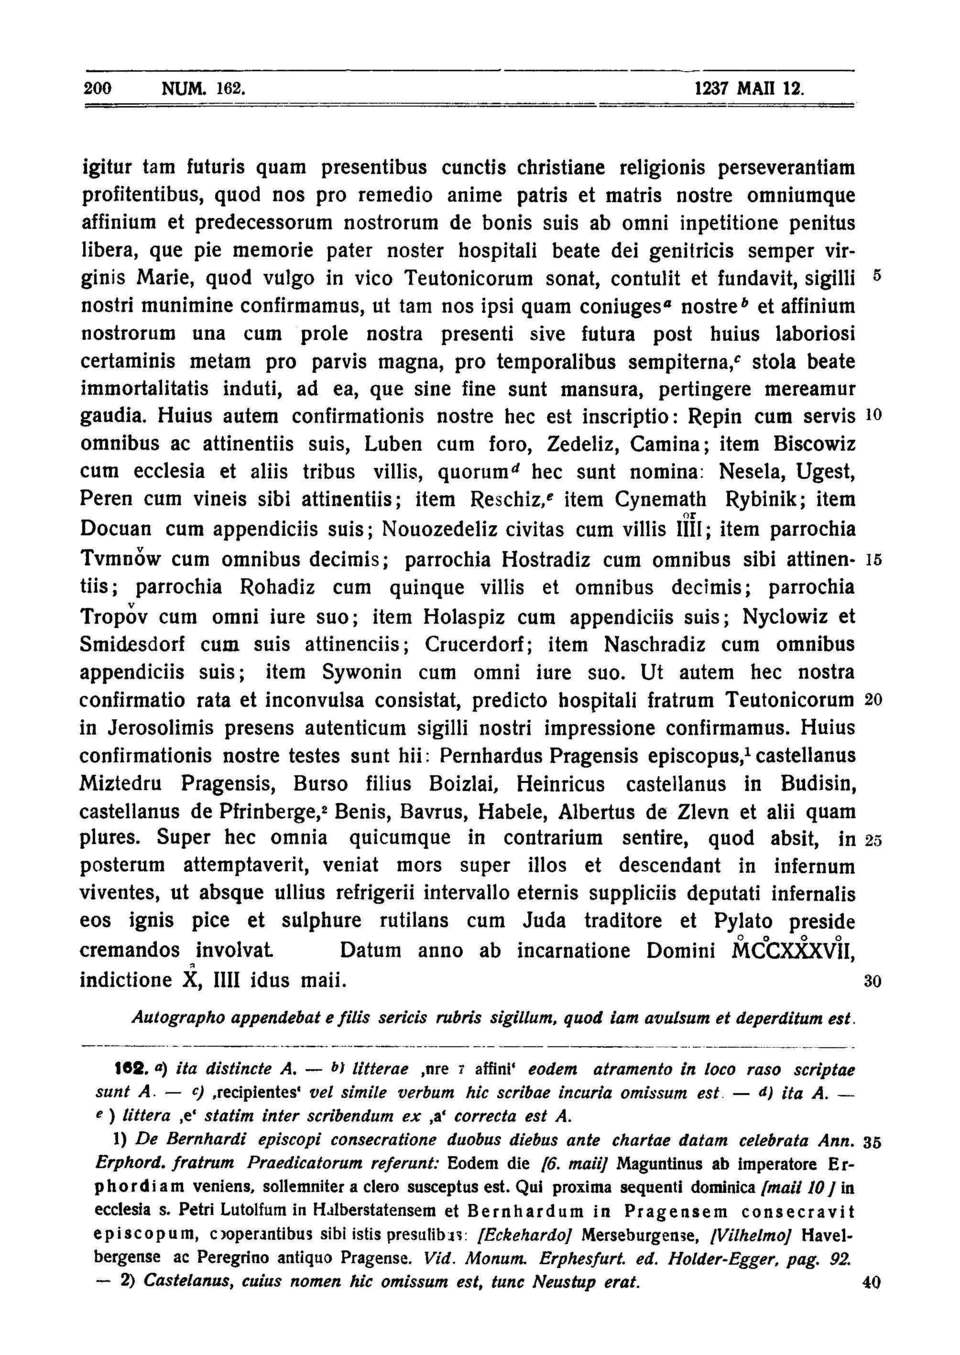 200 NUM. 162. 1237 MAII 12.
igitur tam futuris quam presentibus cunctis christiane religionis perseverantiam
profitentibus, quod nos pro remedio anime patris et matris nostre omniumque
affinium et predecessorum nostrorum de bonis suis ab omni inpetitione penitus
libera, que pie memorie pater noster hospitali beate dei genitricis semper vir-
ginis Marie, quod vulgo in vico Teutonicorum sonat, contulit et fundavit, sigilli 5
nostri munimine confirmamus, ut tam nos ipsi quam coniuges a nostre b et affinium
nostrorum una cum prole nostra presenti sive futura post huius laboriosi
certaminis metam pro parvis magna, pro temporalibus sempiterna, c stola beate
immortalitatis induti, ad ea, que sine fine sunt mansura, pertingere mereamur
gaudia. Huius autem confirmationis nostre hec est inscriptio: Repin cum servis 10
omnibus ac attinentiis suis, Luben cum foro, Zedeliz, Camina; item Biscowiz
cum ecclesia et aliis tribus villis, quorum d hec sunt nomina: Nesela, Ugest,
Peren cum vineis sibi attinentiis; item Reschiz, e item Cynemath Rybinik; item
Docuan cum appendiciis suis; Nouozedeliz civitas cum villis IIII or; item parrochia
Tvmnoͮw cum omnibus decimis; parrochia Hostradiz cum omnibus sibi attinen- 15
tiis; parrochia Rohadiz cum quinque villis et omnibus decimis; parrochia
Tropoͮv cum omni iure suo; item Holaspiz cum appendiciis suis; Nyclowiz et
Smidesdorf cum suis attinenciis; Crucerdorf; item Naschradiz cum omnibus
appendiciis suis; item Sywonin cum omni iure suo. Ut autem hec nostra
confirmatio rata et inconvulsa consistat, predicto hospitali fratrum Teutonicorum 20
in Jerosolimis presens autenticum sigilli nostri impressione confirmamus. Huius
confirmationis nostre testes sunt hii: Pernhardus Pragensis episcopus,¹ castellanus
Miztedru Pragensis, Burso filius Boizlai, Heinricus castellanus in Budisin,
castellanus de Pfrinberge,² Benis, Bavrus, Habele, Albertus de Zlevn et alii quam
plures. Super hec omnia quicumque in contrarium sentire, quod absit, in 25
posterum attemptaverit, veniat mors super illos et descendant in infernum
viventes, ut absque ullius refrigerii intervallo eternis suppliciis deputati infernalis
eos ignis pice et sulphure rutilans cum Juda traditore et Pylato preside
cremandos involvat. Datum anno ab incarnatione Domini M̊CC̊XXX̊VII̊,
indictione Xª, IIII idus maii. 30
Autographo appendebat e filis sericis rubris sigillum, quod iam avulsum et deperditum est.
162. a) ita distincte A. — b) litterae ‚nre ⁊ affini‘ eodem atramento in loco raso scriptae
sunt A. — c) ‚recipientes‘ vel simile verbum hic scribae incuria omissum est. — d) ita A. —
e) littera ‚e‘ statim inter scribendum ex ‚a‘ correcta est A.
1) De Bernhardi episcopi consecratione duobus diebus ante chartae datam celebrata Ann. 35
Erphord. fratrum Praedicatorum referunt: Eodem die [6. maii] Maguntinus ab imperatore Er-
phordiam veniens, sollemniter a clero susceptus est. Qui proxima sequenti dominica [maii 10] in
ecclesia s. Petri Lutolfum in Halberstatensem et Bernhardum in Pragensem consecravit
episcopum, cooperantibus sibi istis presulibus: [Eckehardo] Merseburgense, [Vilhelmo] Havel-
bergense ac Peregrino antiquo Pragense. Vid. Monum. Erphesfurt. ed. Holder-Egger, pag. 92.
— 2) Castelanus, cuius nomen hic omissum est, tunc Neustup erat. 40